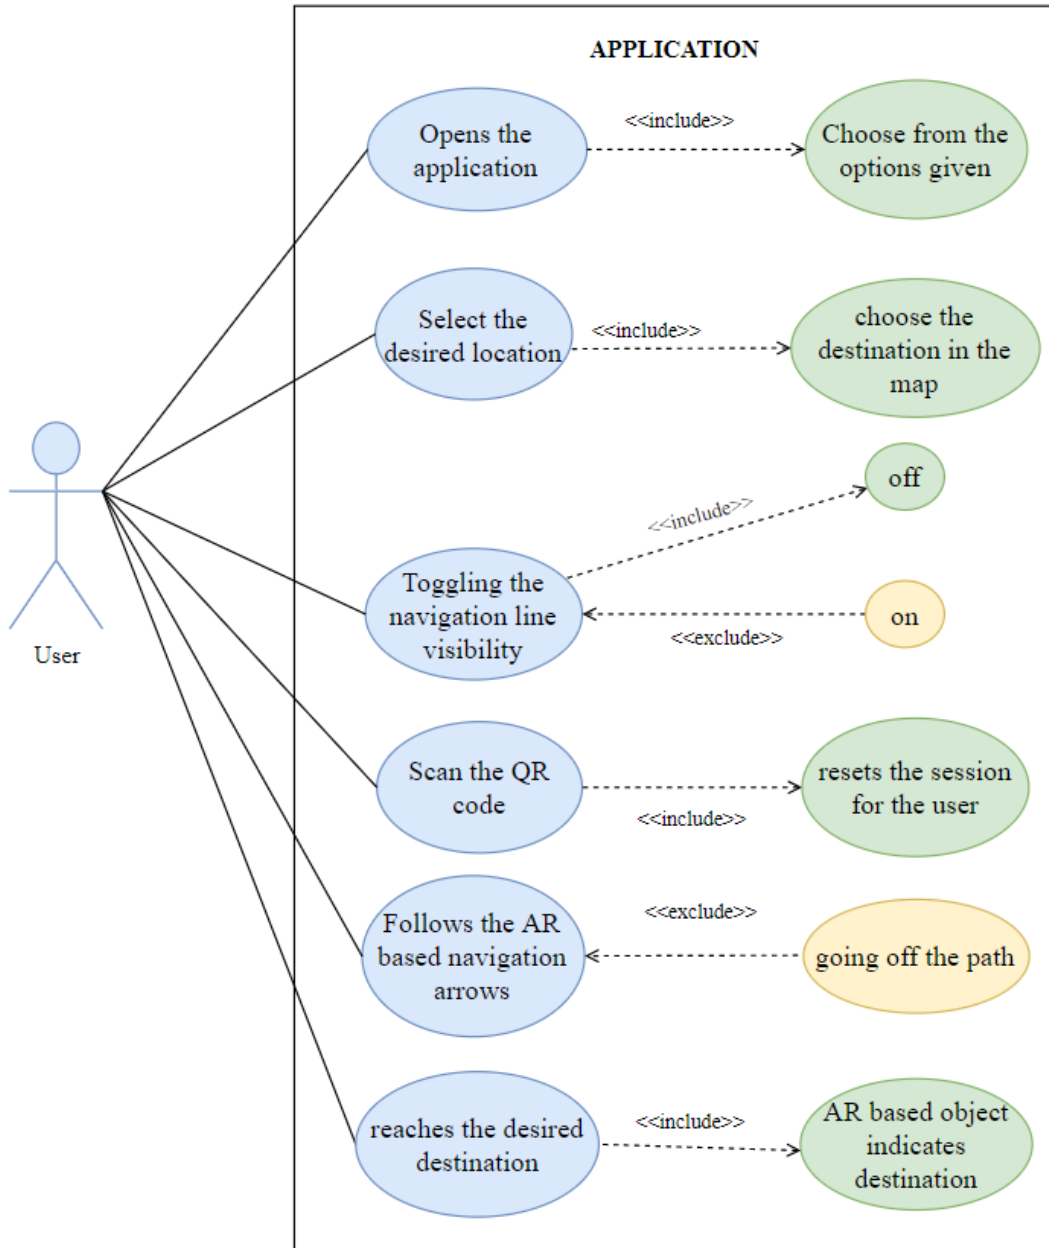 APPLICATION
Opens the
application
<<include>>
Choose from the
options given
Select the
desired location
<<include>>
choose the
destination in the
map
off
<<include>>
Toggling the
navigation line
visibility
on
<<exclude>>
User
Scan the QR
code
<<include>>
resets the session
for the user
Follows the AR
based navigation
arrows
<<exclude>>
going off the path
reaches the desired
destination
<<include>>
AR based object
indicates
destination